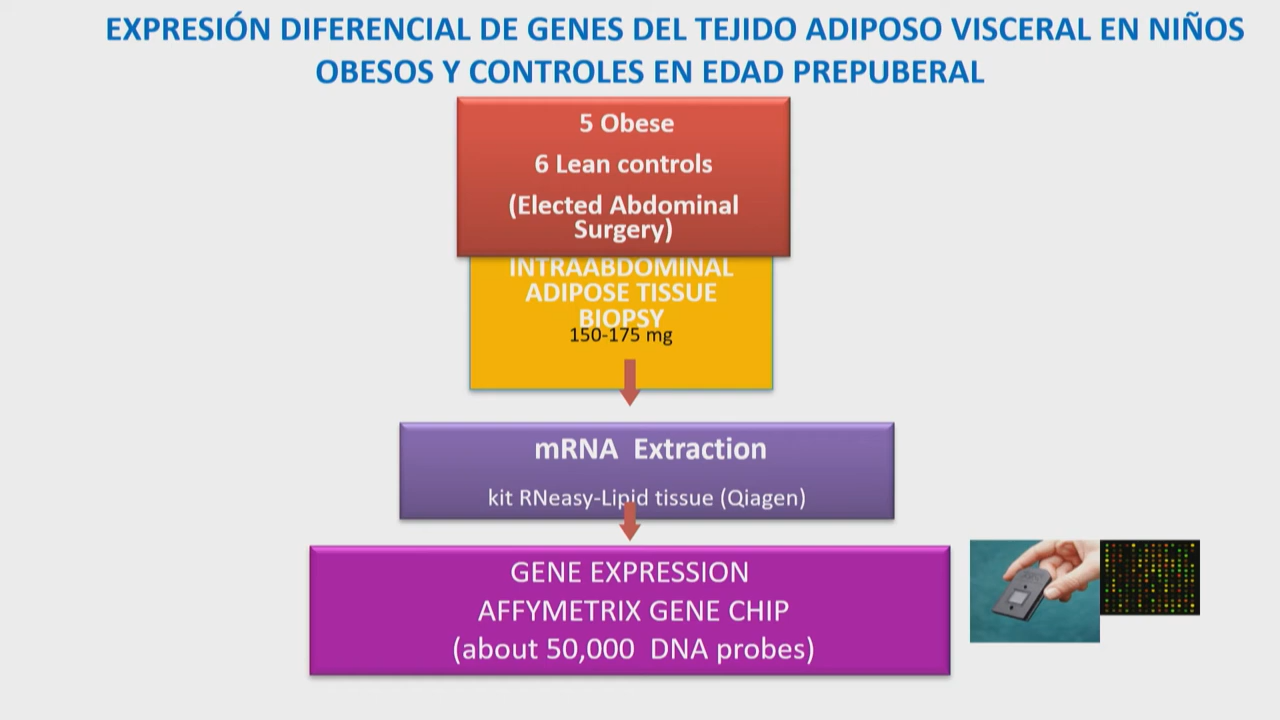 EXPRESIÓN DIFERENCIAL DE GENES DEL TEJIDO ADIPOSO VISCERAL EN NIÑOS
OBESOS Y CONTROLES EN EDAD PREPUBERAL
5 Obese
6 Lean controls
(Elected Abdominal
Surgery)
INTRAABDOMINAL
ADIPOSE TISSUE
BIOPSY
150-175 mg
mRNA Extraction
kit RNeasy-Lipid tissue (Qiagen)
GENE EXPRESSION
AFFYMETRIX GENE CHIP
(about 50,000 DNA probes)